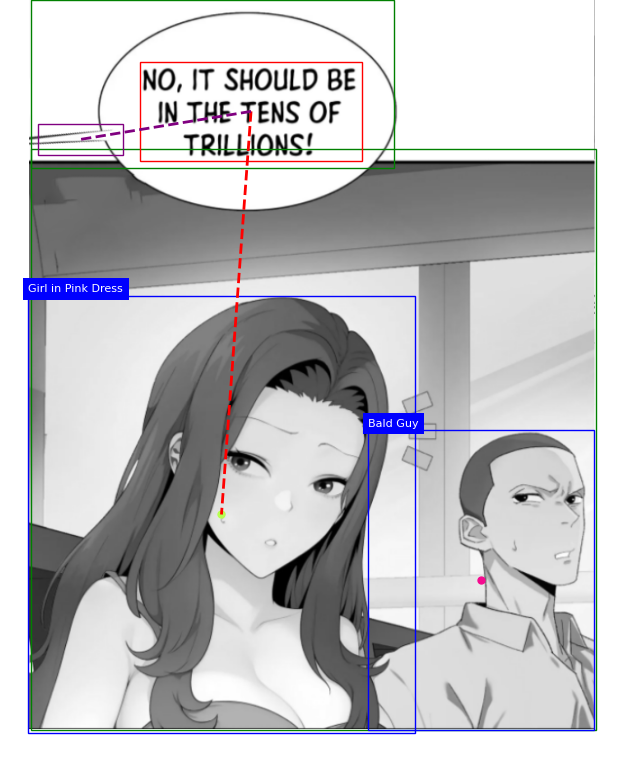 NO, IT SHOULD BE
IN THE TENS OF
TRILLIONS!
Girl in Pink Dress
Bald Guy